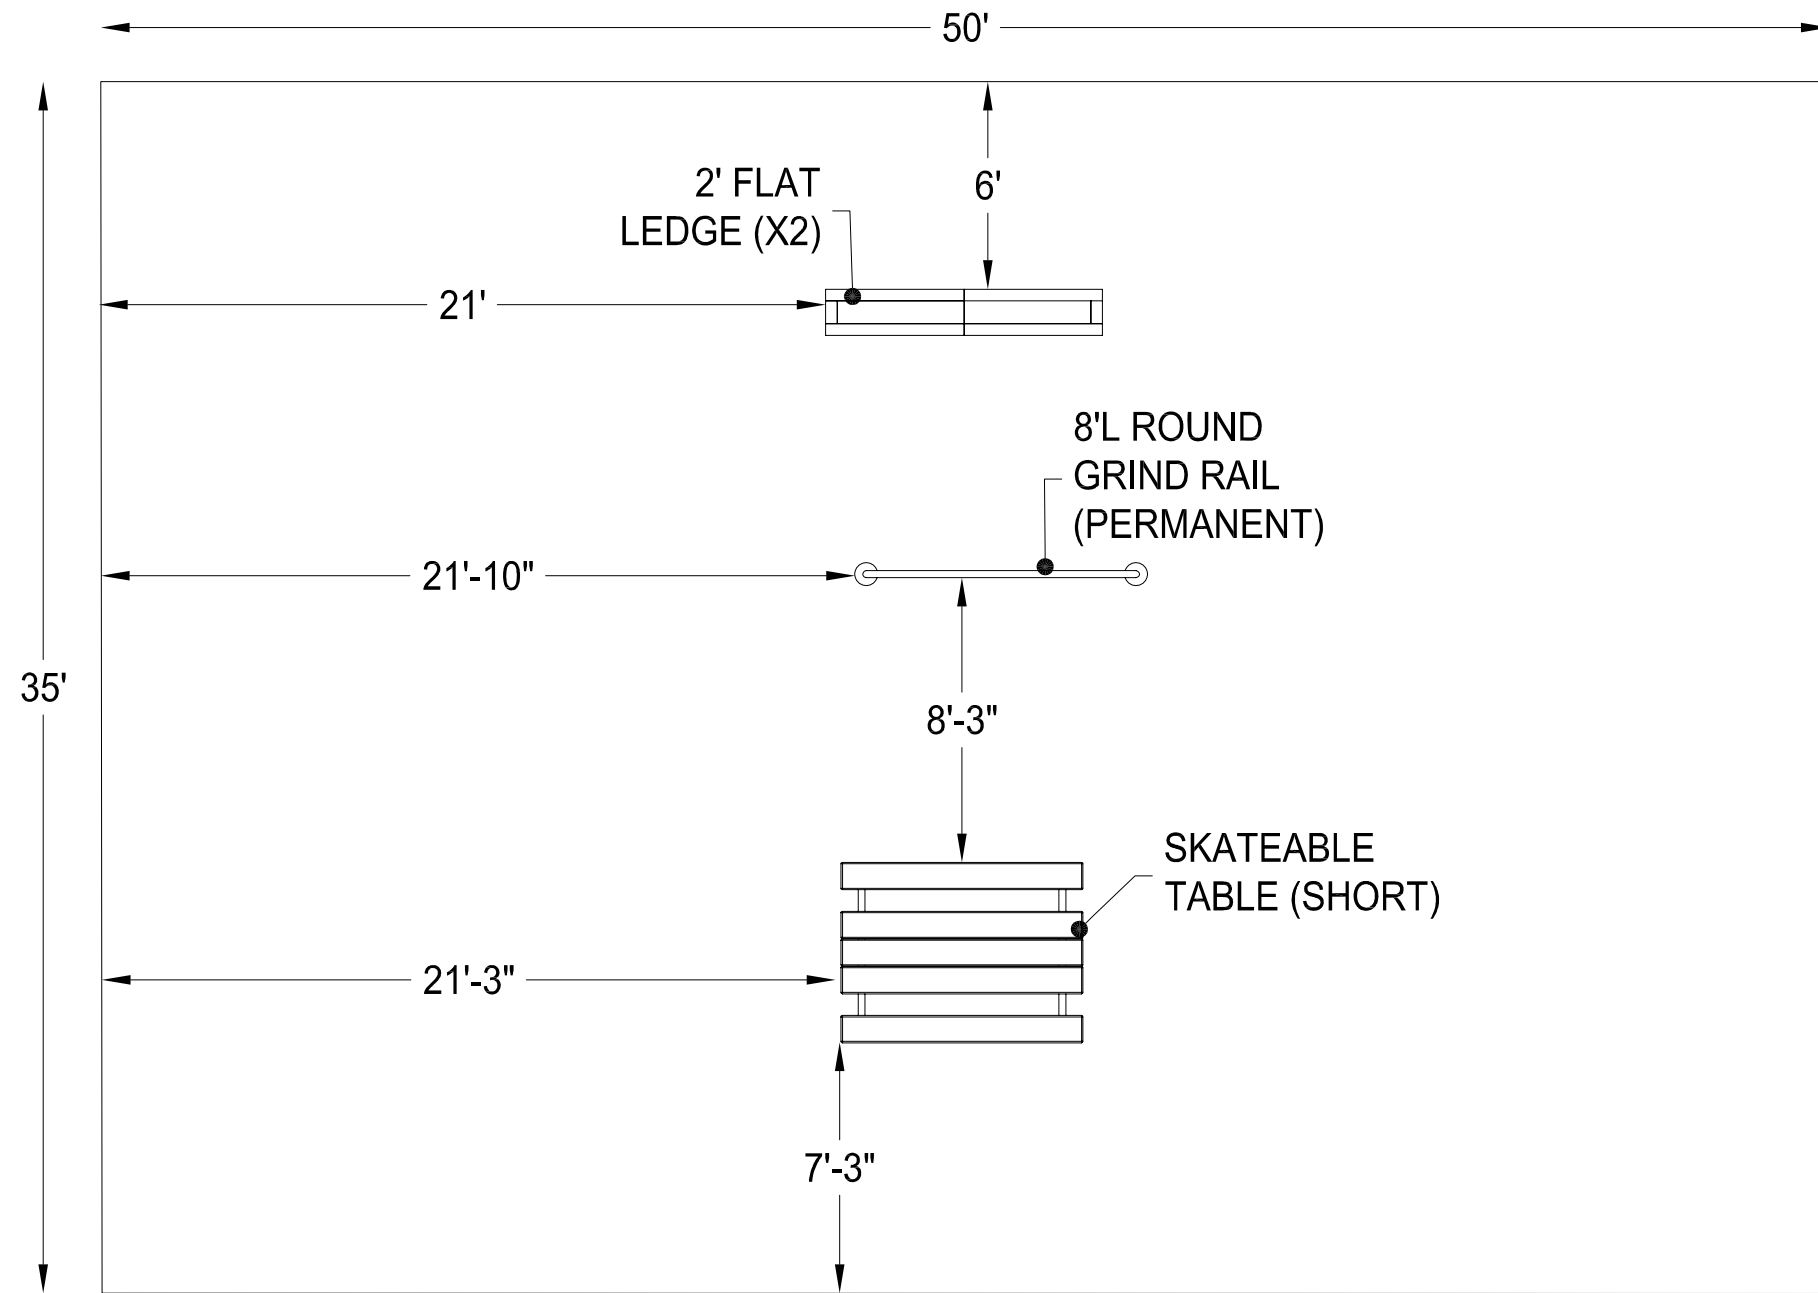 50'
2' FLAT
LEDGE (X2)
6'
21'
8'L ROUND
GRIND RAIL
(PERMANENT)
21'-10"
35'
8'-3"
SKATEABLE
TABLE (SHORT)
21'-3"
7'-3"